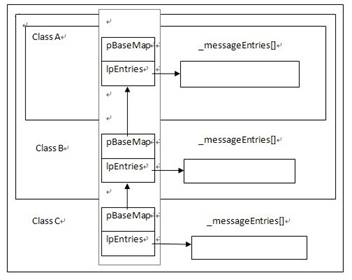 Class A
pBaseMap
_messageEntries[]
lpEntries
Class B
pBaseMap
_messageEntries[]
lpEntries
Class C
pBaseMap
_messageEntries[]
lpEntries